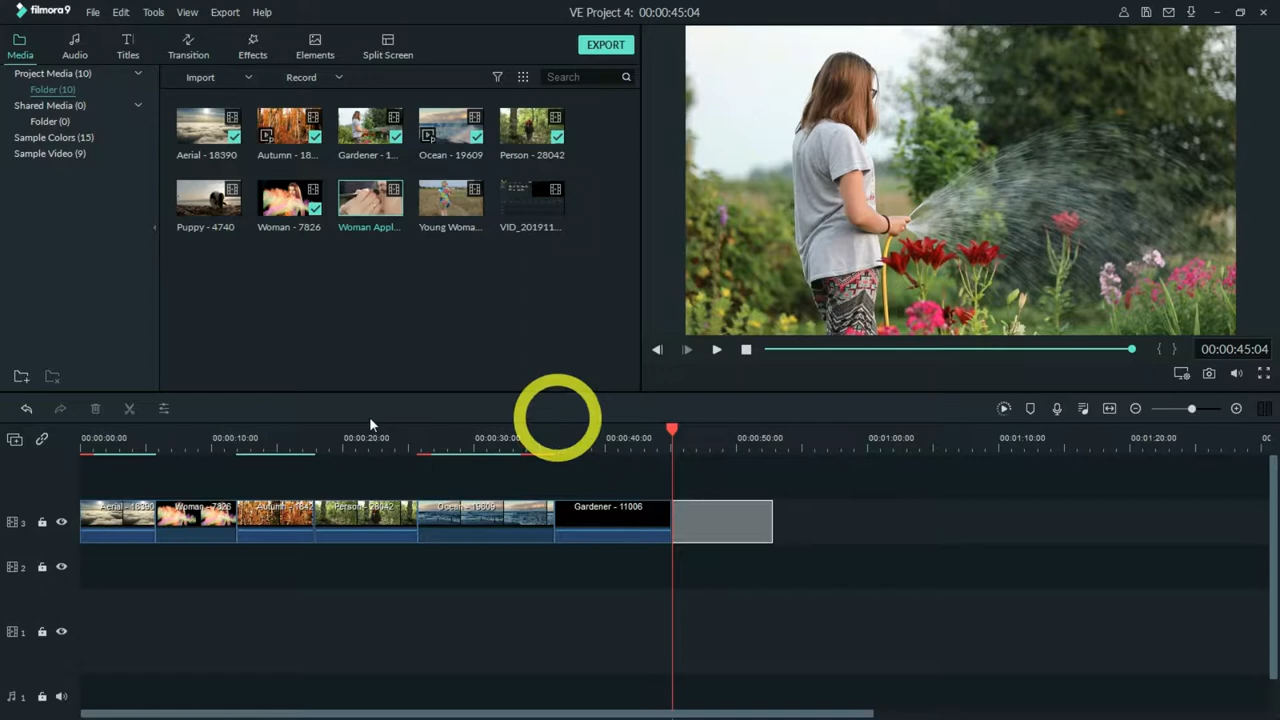 filmora9 File Edit Tools View Export Help VE Project 4: 00:00:45:04
Media Audio Titles Transition Effects Elements Split Screen EXPORT
Project Media (10) Import Record Search
Folder (10)
Shared Media (0)
Folder (0)
Sample Colors (15)
Sample Video (9)
Aerial - 18390 Autumn - 18... Gardener - 1... Ocean - 19609 Person - 28042
Puppy - 4740 Woman - 7826 Woman Appl... Young Woma... VID_201911...
00:00:45:04
00:00:00:00 00:00:10:00 00:00:20:00 00:00:30:00 00:00:40:00 00:00:50:00 00:01:00:00 00:01:10:00 00:01:20:00
3 Aerial - 18390 Woman - 7826 Autumn - 1842 Person - 28042 Ocean - 19609 Gardener - 11006
2
1
1